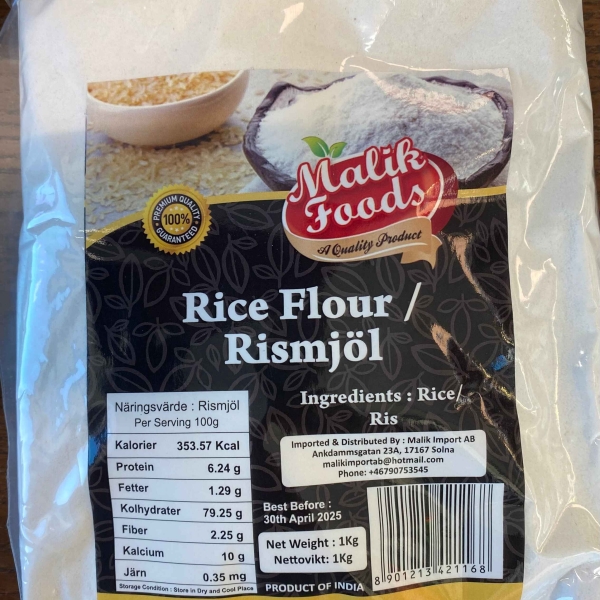 Malik
Foods
A Quality Product
PREMIUM QUALITY
100%
GUARANTEED
Rice Flour /
Rismjöl
Ingredients : Rice/
Ris
Imported & Distributed By : Malik Import AB
Ankdammsgatan 23A, 17167 Solna
malikimportab@hotmail.com
Phone: +46790753545
Näringsvärde : Rismjöl
Per Serving 100g
Kalorier 353.57 Kcal
Protein 6.24 g
Fetter 1.29 g
Kolhydrater 79.25 g
Fiber 2.25 g
Kalcium 10 g
Järn 0.35 mg
Storage Condition : Store in Dry and Cool Place
Best Before :
30th April 2025
Net Weight : 1Kg
Nettovikt: 1Kg
PRODUCT OF INDIA
8 901213 421168